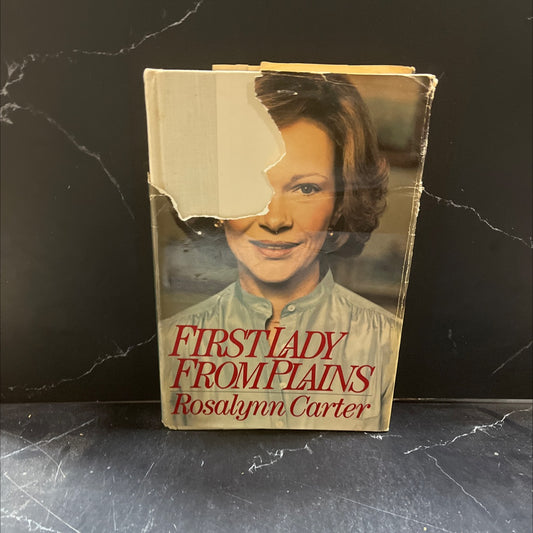 FIRST LADY
FROM PLAINS
Rosalynn Carter